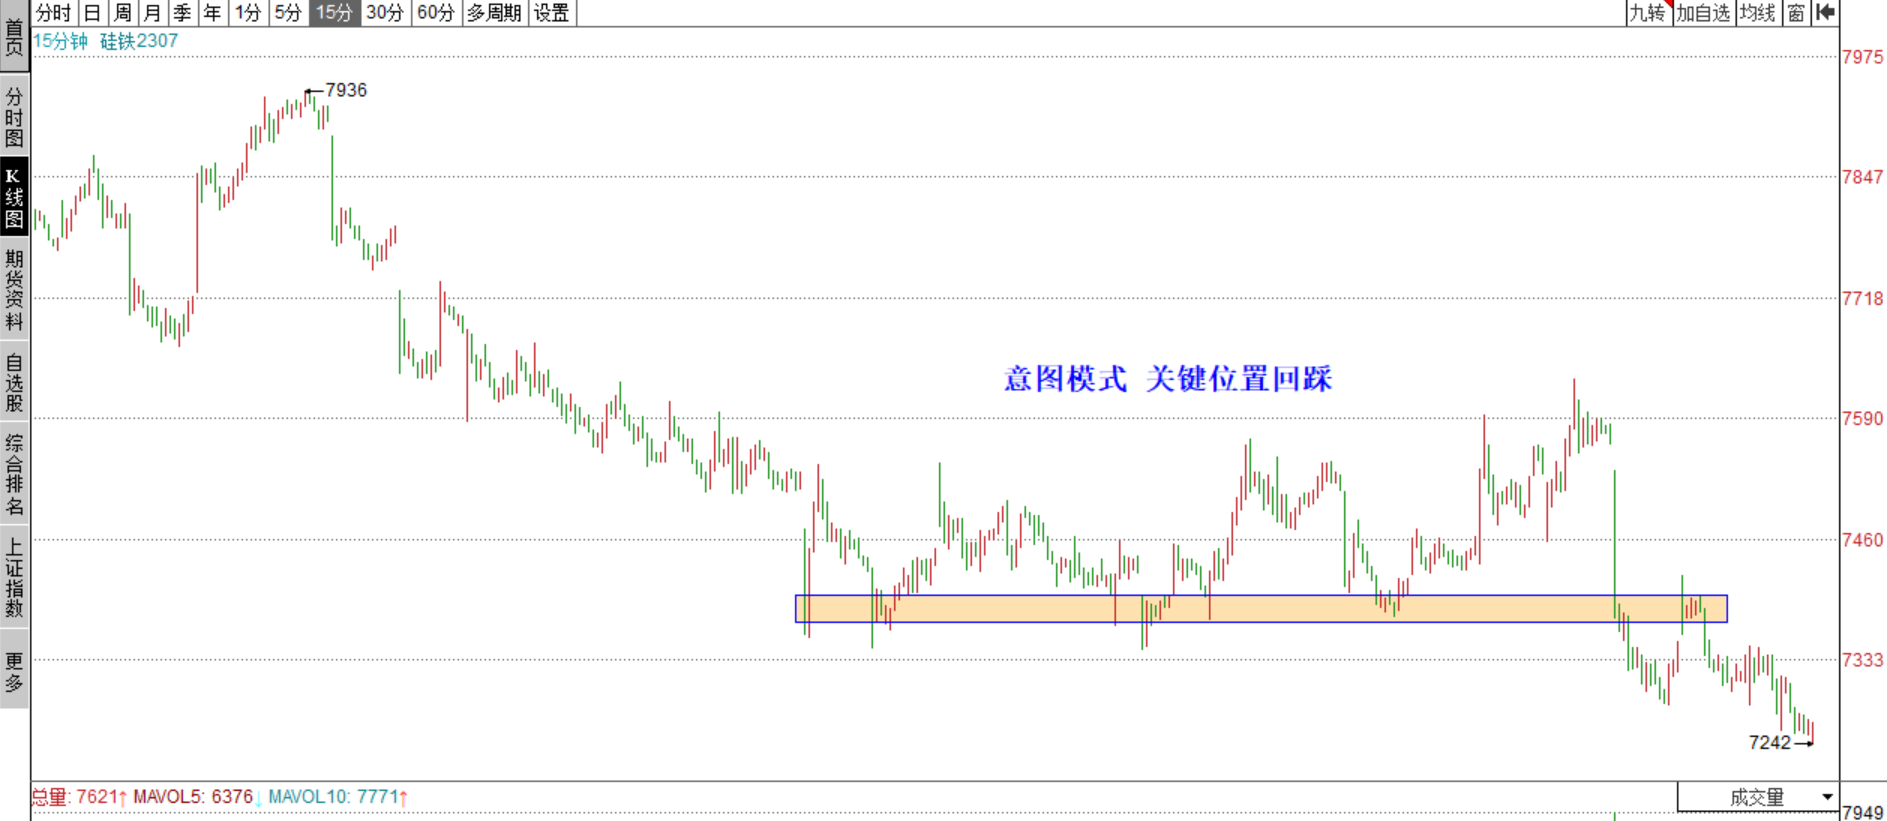 分时 日 周 月 季 年 1分 5分 15分 30分 60分 多周期 设置 九转 加自选 均线 窗
首页
分时图
K线图
期货资料
自选股
综合排名
上证指数
更多
15分钟 硅铁2307
7936
意图模式 关键位置回踩
7242
7975
7847
7718
7590
7460
7333
总量: 7621↑ MAVOL5: 6376↓ MAVOL10: 7771↑
成交量
7949